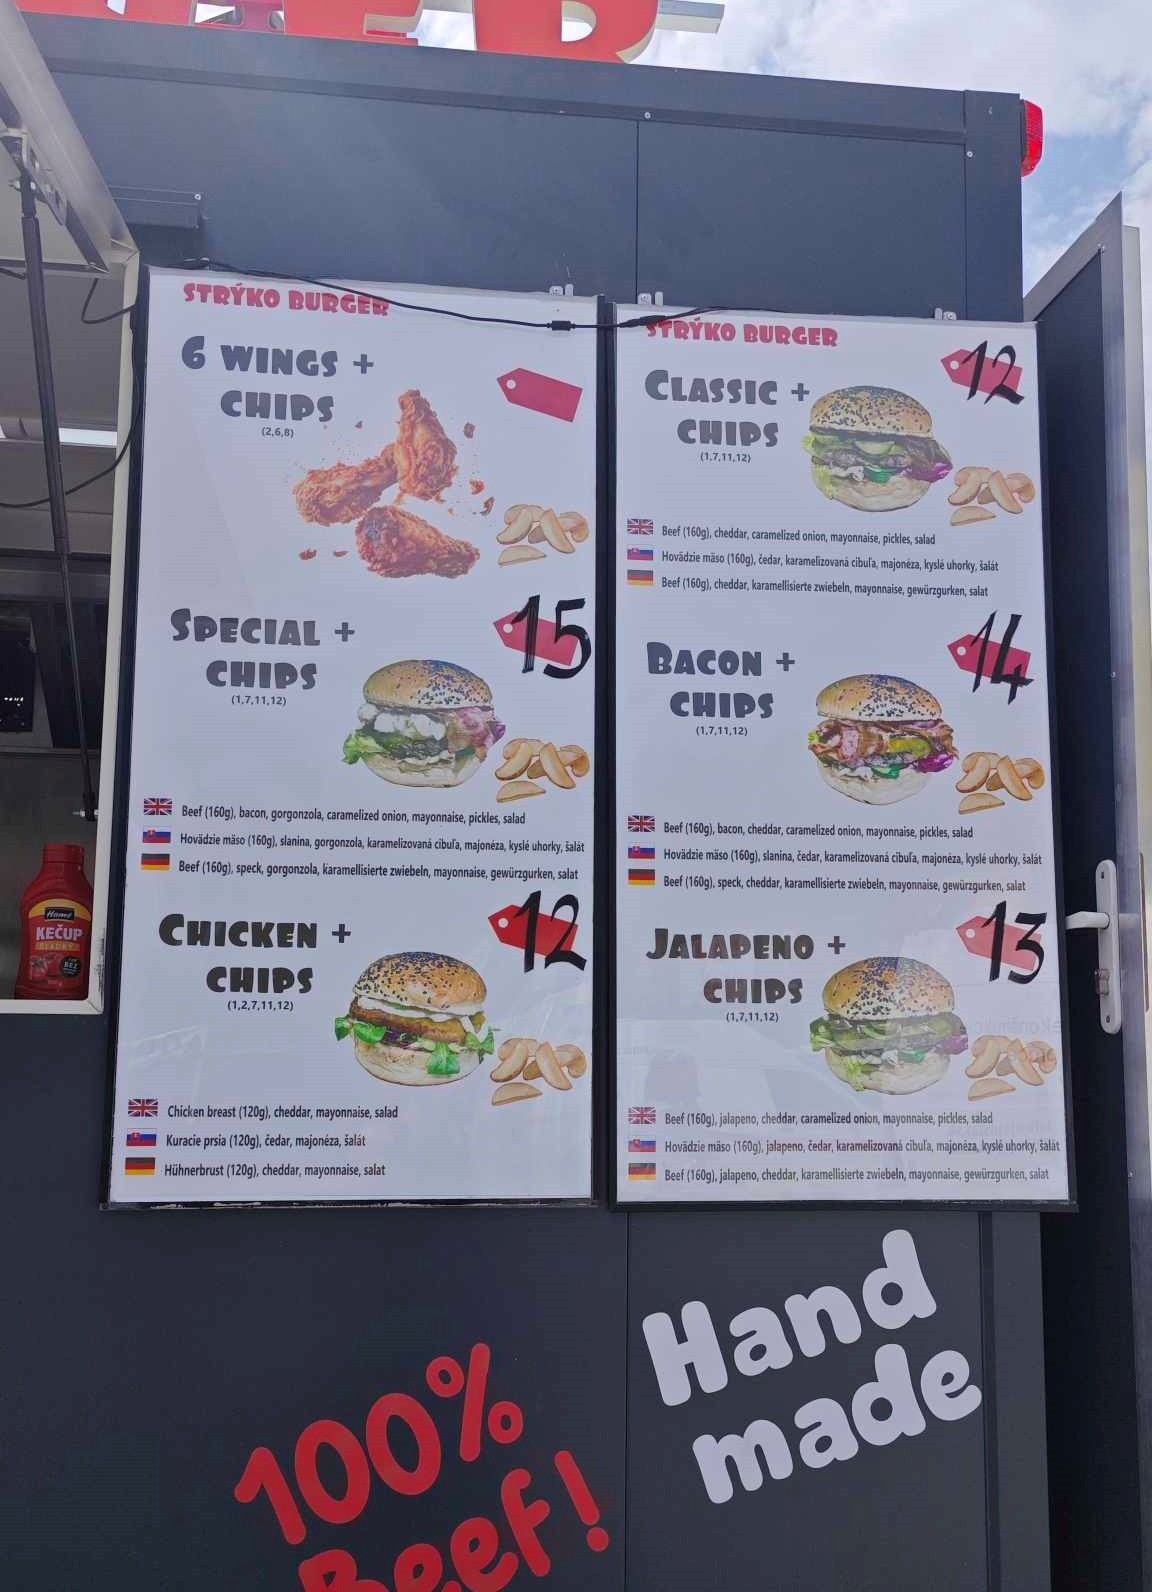 STRÝKO BURGER
6 WINGS +
CHIPS
(2,6,8)
SPECIAL +
CHIPS
(1,7,11,12)
15
Beef (160g), bacon, gorgonzola, caramelized onion, mayonnaise, pickles, salad
Hovädzie mäso (160g), slanina, gorgonzola, karamelizovaná cibuľa, majonéza, kyslé uhorky, šalát
Beef (160g), speck, gorgonzola, karamellisierte zwiebeln, mayonnaise, gewürzgurken, salat
CHICKEN +
CHIPS
(1,2,7,11,12)
12
Chicken breast (120g), cheddar, mayonnaise, salad
Kuracie prsia (120g), čedar, majonéza, šalát
Hühnerbrust (120g), cheddar, mayonnaise, salat
STRÝKO BURGER
CLASSIC +
CHIPS
(1,7,11,12)
12
Beef (160g), cheddar, caramelized onion, mayonnaise, pickles, salad
Hovädzie mäso (160g), čedar, karamelizovaná cibuľa, majonéza, kyslé uhorky, šalát
Beef (160g), cheddar, karamellisierte zwiebeln, mayonnaise, gewürzgurken, salat
BACON +
CHIPS
(1,7,11,12)
14
Beef (160g), bacon, cheddar, caramelized onion, mayonnaise, pickles, salad
Hovädzie mäso (160g), slanina, čedar, karamelizovaná cibuľa, majonéza, kyslé uhorky, šalát
Beef (160g), speck, cheddar, karamellisierte zwiebeln, mayonnaise, gewürzgurken, salat
JALAPENO +
CHIPS
(1,7,11,12)
13
Beef (160g), jalapeno, cheddar, caramelized onion, mayonnaise, pickles, salad
Hovädzie mäso (160g), jalapeno, čedar, karamelizovaná cibuľa, majonéza, kyslé uhorky, šalát
Beef (160g), jalapeno, cheddar, karamellisierte zwiebeln, mayonnaise, gewürzgurken, salat
Hamé
KEČUP
SLADKÝ
BEZ
Hand
made
100%
Beef!